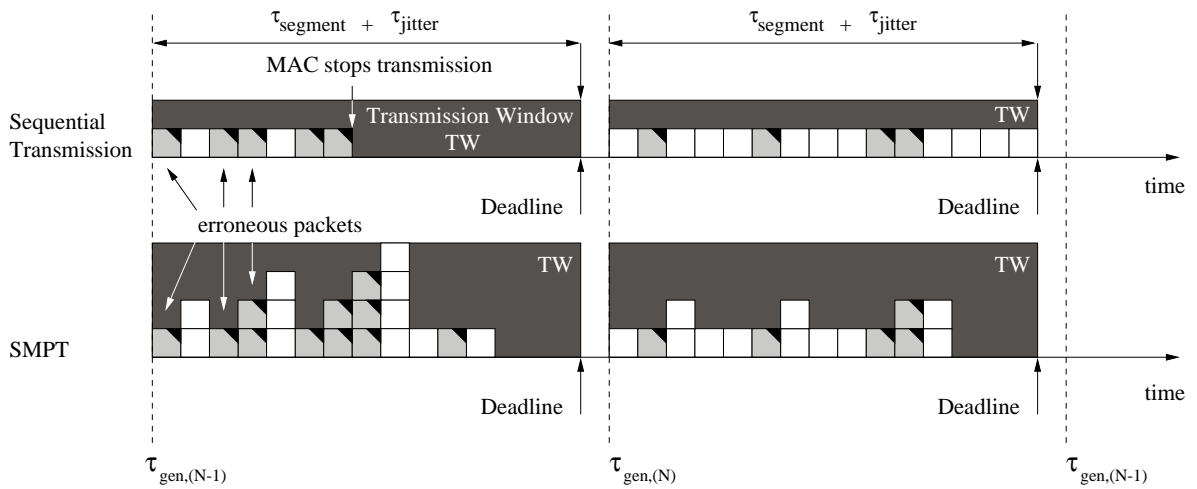 τsegment + τjitter
τsegment + τjitter
MAC stops transmission
Sequential
Transmission
Transmission Window
TW
TW
time
Deadline
Deadline
erroneous packets
TW
TW
SMPT
time
Deadline
Deadline
τgen,(N-1)
τgen,(N)
τgen,(N-1)